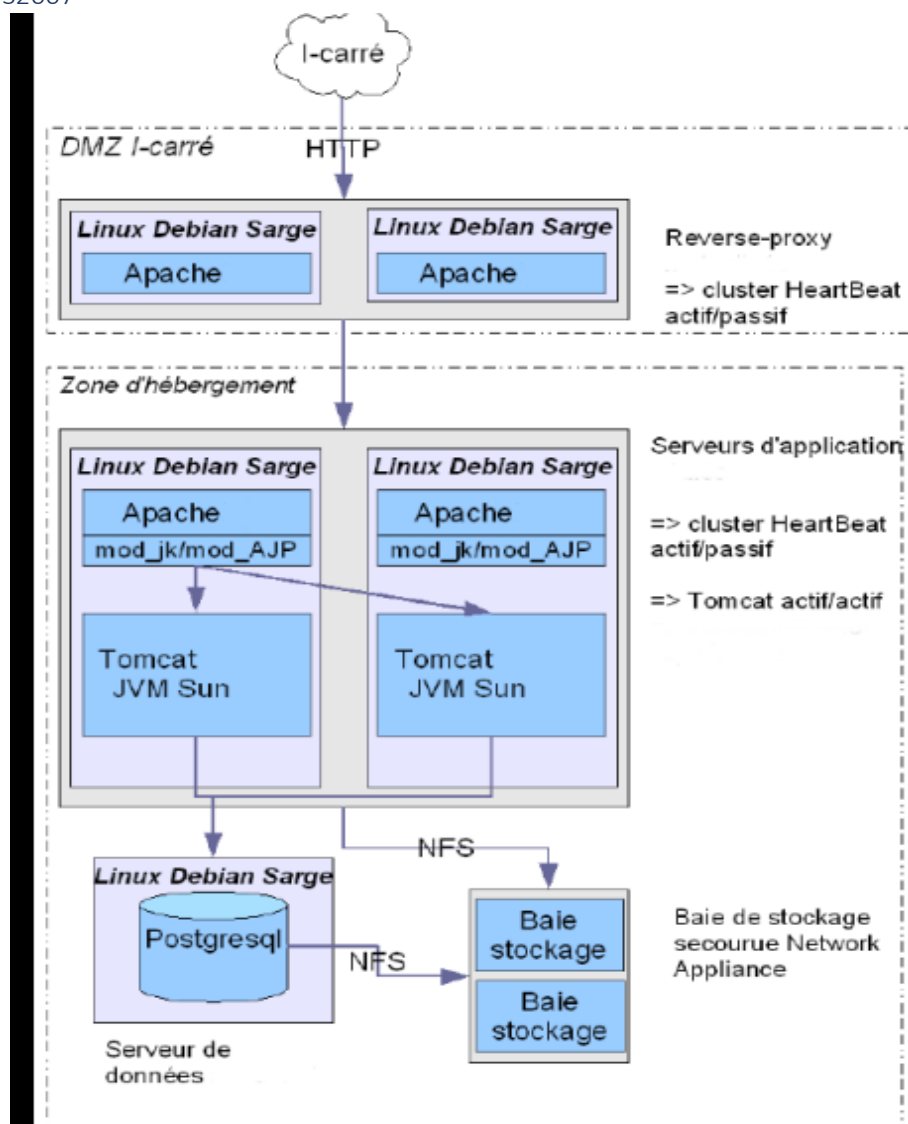 I-carré
DMZ I-carré
HTTP
Linux Debian Sarge
Apache
Linux Debian Sarge
Apache
Reverse-proxy
=> cluster HeartBeat
actif/passif
Zone d'hébergement
Linux Debian Sarge
Apache
mod_jk/mod_AJP
Tomcat
JVM Sun
Linux Debian Sarge
Apache
mod_jk/mod_AJP
Tomcat
JVM Sun
Serveurs d'application
=> cluster HeartBeat
actif/passif
=> Tomcat actif/actif
NFS
Linux Debian Sarge
Postgresql
NFS
Baie
stockage
Baie
stockage
Baie de stockage
secourue Network
Appliance
Serveur de
données